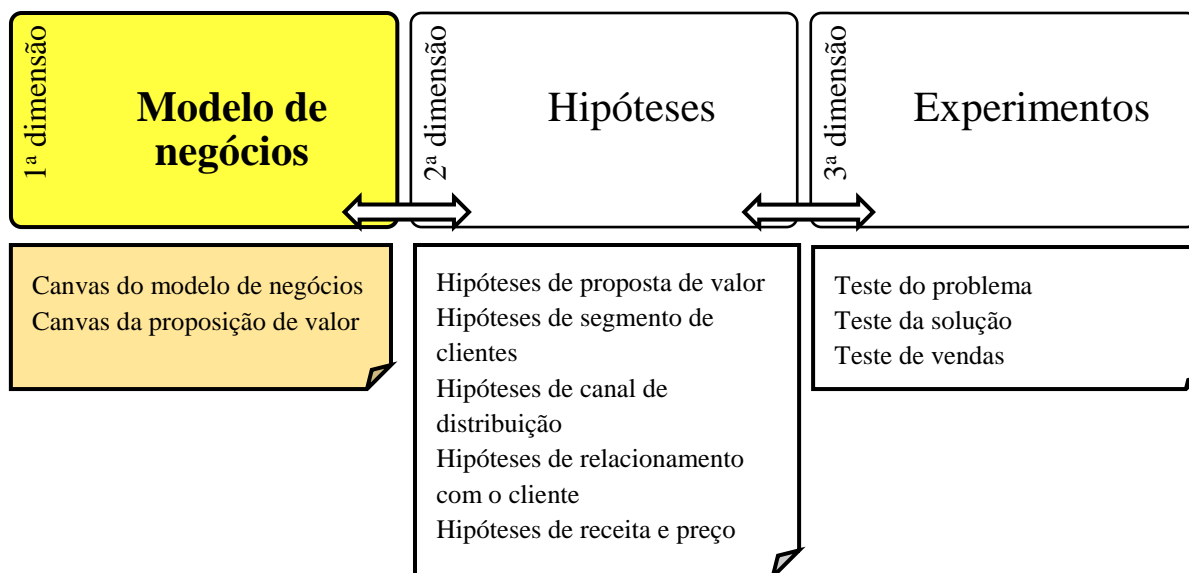 1ª dimensão
Modelo de
negócios
Canvas do modelo de negócios
Canvas da proposição de valor
2ª dimensão
Hipóteses
Hipóteses de proposta de valor
Hipóteses de segmento de
clientes
Hipóteses de canal de
distribuição
Hipóteses de relacionamento
com o cliente
Hipóteses de receita e preço
3ª dimensão
Experimentos
Teste do problema
Teste da solução
Teste de vendas